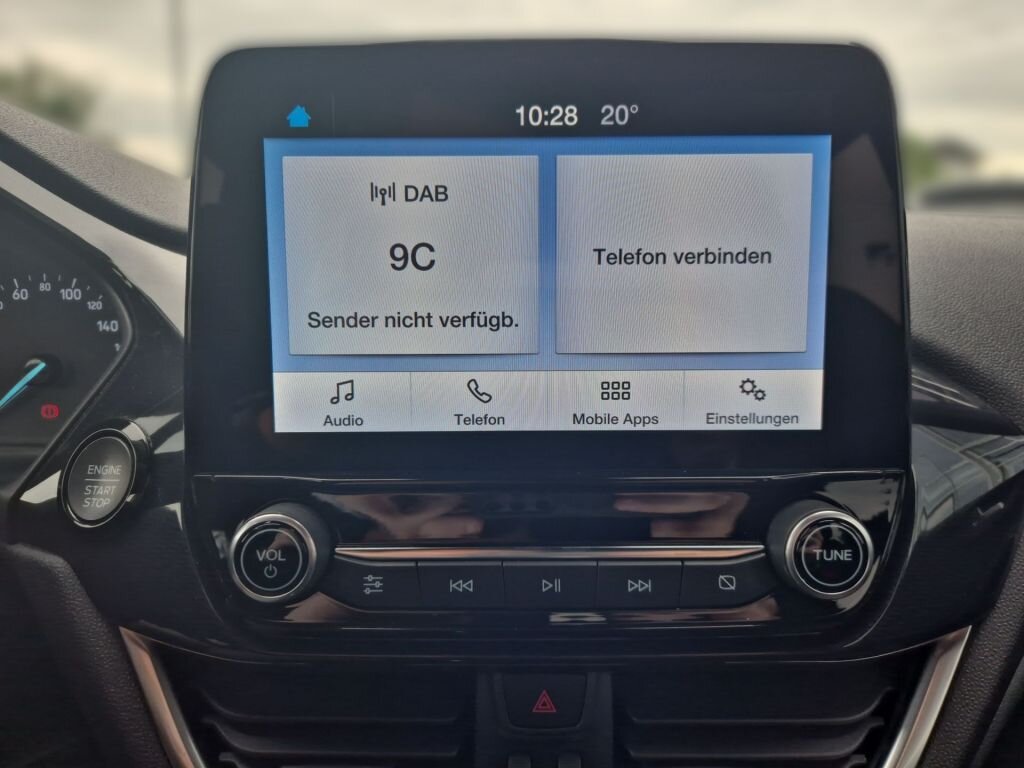 10:28 20°
DAB
9C
Sender nicht verfügb.
Telefon verbinden
Audio
Telefon
Mobile Apps
Einstellungen
60 80 100 120 140
ENGINE
START
STOP
VOL
TUNE